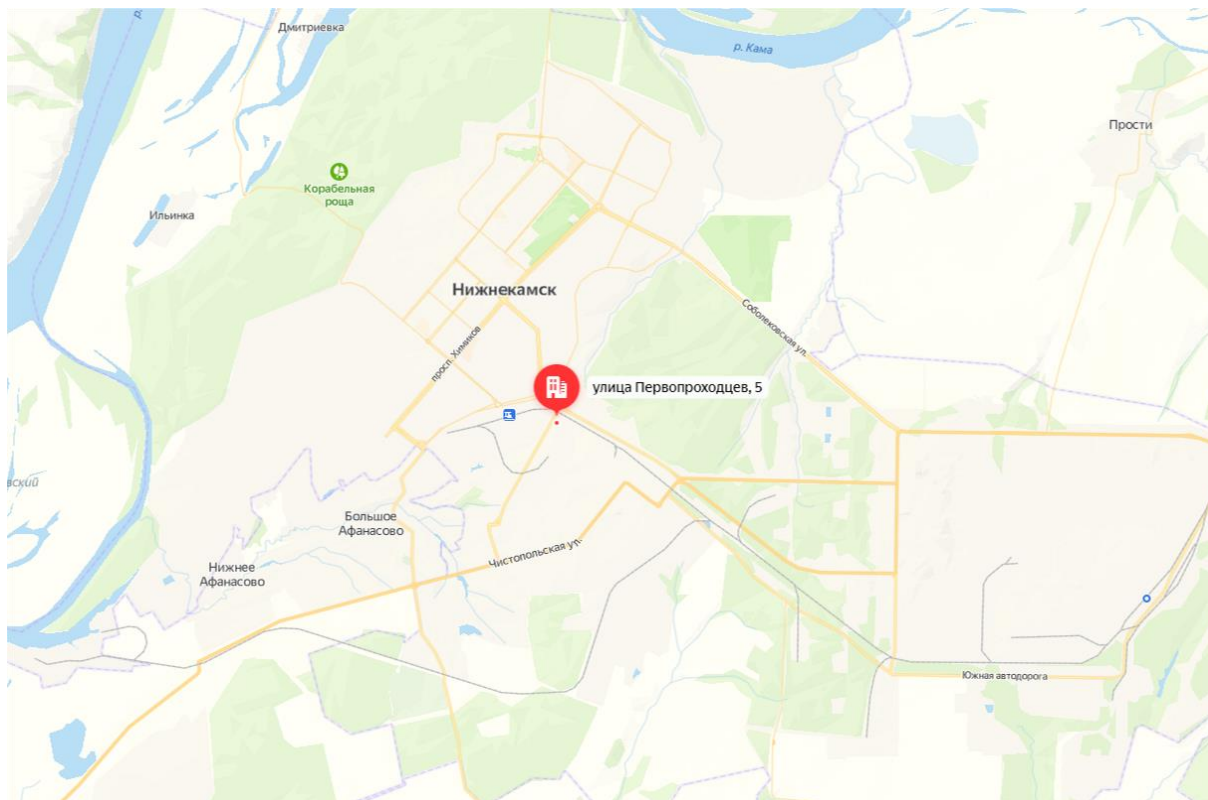 Дмитриевка
р. Кама
Прости
Корабельная
роща
Ильинка
Нижнекамск
Соболековская ул.
просп. Химиков
улица Первопроходцев, 5
вский
Большое
Афанасово
Чистопольская ул.
Нижнее
Афанасово
Южная автодорога